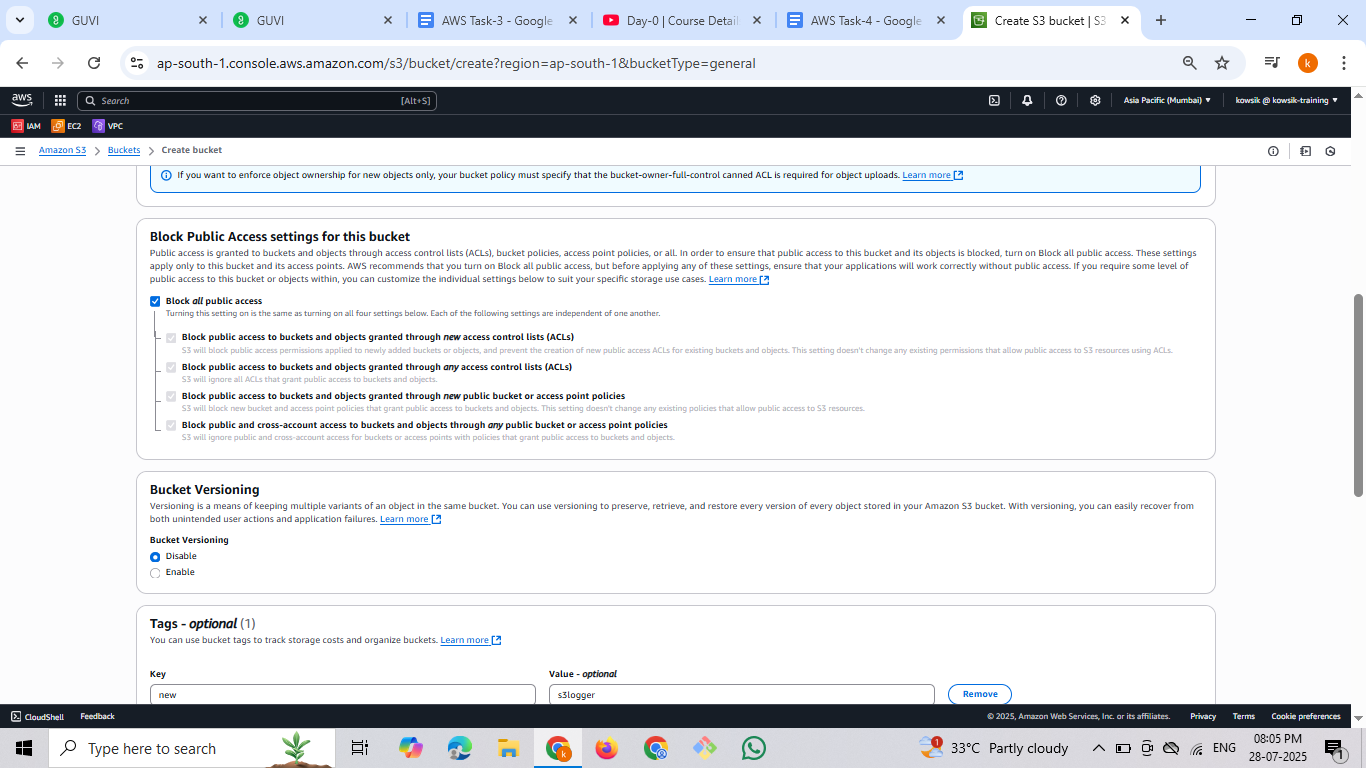 GUVI
GUVI
AWS Task-3 - Google
Day-0 | Course Detail
AWS Task-4 - Google
Create S3 bucket | S3
ap-south-1.console.aws.amazon.com/s3/bucket/create?region=ap-south-1&bucketType=general
k
aws
Search
[Alt+S]
Asia Pacific (Mumbai)
kowsik @ kowsik-training
IAM
EC2
VPC
Amazon S3
Buckets
Create bucket
If you want to enforce object ownership for new objects only, your bucket policy must specify that the bucket-owner-full-control canned ACL is required for object uploads. Learn more
Block Public Access settings for this bucket
Public access is granted to buckets and objects through access control lists (ACLs), bucket policies, access point policies, or all. In order to ensure that public access to this bucket and its objects is blocked, turn on Block all public access. These settings
apply only to this bucket and its access points. AWS recommends that you turn on Block all public access, but before applying any of these settings, ensure that your applications will work correctly without public access. If you require some level of
public access to this bucket or objects within, you can customize the individual settings below to suit your specific storage use cases. Learn more
Block all public access
Turning this setting on is the same as turning on all four settings below. Each of the following settings are independent of one another.
Block public access to buckets and objects granted through new access control lists (ACLs)
S3 will block public access permissions applied to newly added buckets or objects, and prevent the creation of new public access ACLs for existing buckets and objects. This setting doesn't change any existing permissions that allow public access to S3 resources using ACLs.
Block public access to buckets and objects granted through any access control lists (ACLs)
S3 will ignore all ACLs that grant public access to buckets and objects.
Block public access to buckets and objects granted through new public bucket or access point policies
S3 will block new bucket and access point policies that grant public access to buckets and objects. This setting doesn't change any existing policies that allow public access to S3 resources.
Block public and cross-account access to buckets and objects through any public bucket or access point policies
S3 will ignore public and cross-account access for buckets or access points with policies that grant public access to buckets and objects.
Bucket Versioning
Versioning is a means of keeping multiple variants of an object in the same bucket. You can use versioning to preserve, retrieve, and restore every version of every object stored in your Amazon S3 bucket. With versioning, you can easily recover from
both unintended user actions and application failures. Learn more
Bucket Versioning
Disable
Enable
Tags - optional (1)
You can use bucket tags to track storage costs and organize buckets. Learn more
Key
Value - optional
new
s3logger
Remove
CloudShell
Feedback
© 2025, Amazon Web Services, Inc. or its affiliates.
Privacy
Terms
Cookie preferences
Type here to search
k
1
33°C Partly cloudy
ENG
08:05 PM
28-07-2025
1